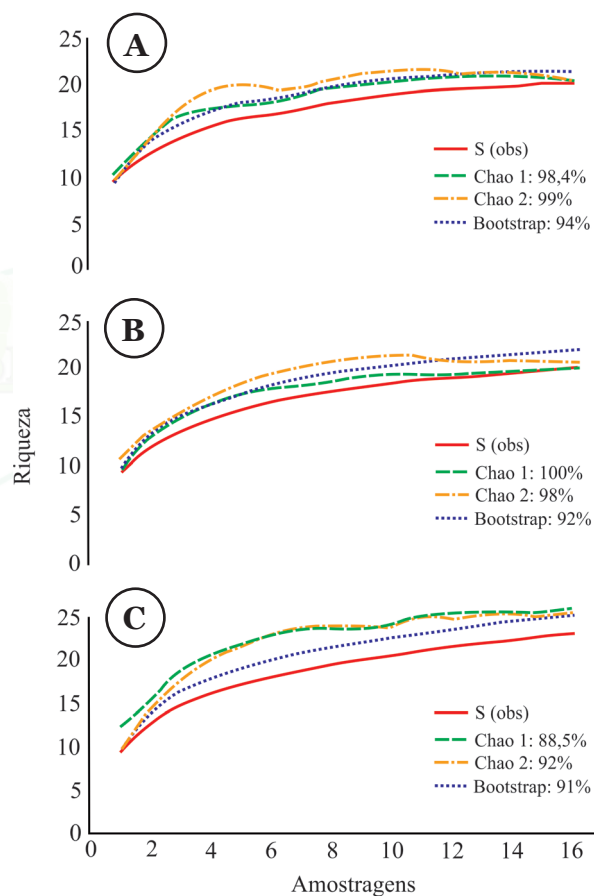 25
20
15
10
5
0
A
S (obs)
Chao 1: 98,4%
Chao 2: 99%
Bootstrap: 94%
25
20
15
10
5
0
B
S (obs)
Chao 1: 100%
Chao 2: 98%
Bootstrap: 92%
Riqueza
25
20
15
10
5
0
C
S (obs)
Chao 1: 88,5%
Chao 2: 92%
Bootstrap: 91%
0 2 4 6 8 10 12 14 16
Amostragens